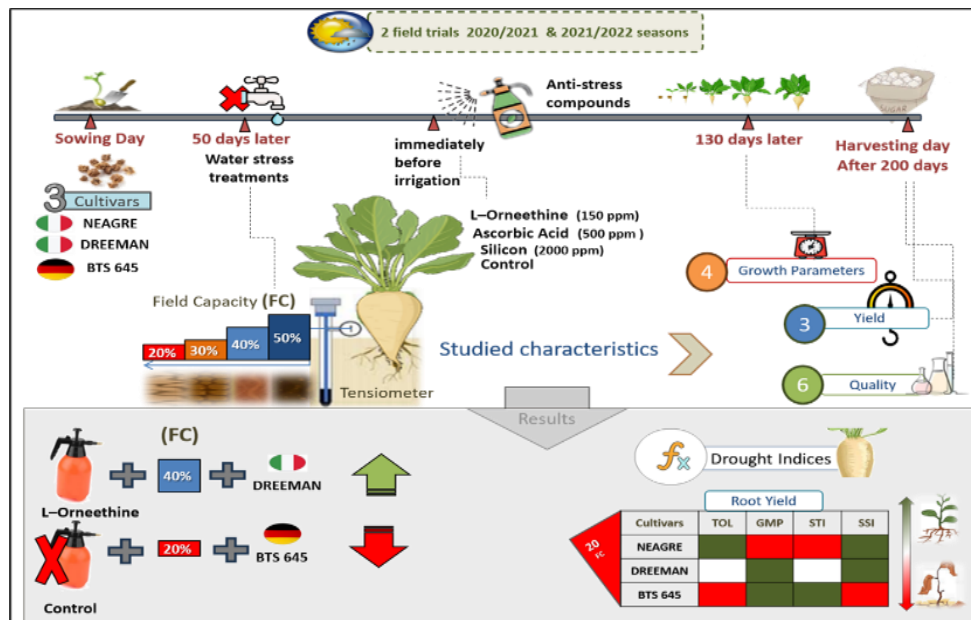 2 field trials 2020/2021 & 2021/2022 seasons
Sowing Day
50 days later
Water stress
treatments
immediately
before
irrigation
Anti-stress
compounds
130 days later
SUGAR
Harvesting day
After 200 days
3
Cultivars
NEAGRE
DREEMAN
BTS 645
L–Orneethine (150 ppm)
Ascorbic Acid (500 ppm )
Silicon (2000 ppm)
Control
Field Capacity (FC)
20%
30%
40%
50%
Tensiometer
Studied characteristics
4
Growth Parameters
3
Yield
6
Quality
Results
(FC)
L–Orneethine
40%
DREEMAN
Control
20%
BTS 645
fx
Drought Indices
Root Yield
20
FC
Cultivars TOL GMP STI SSI
NEAGRE
DREEMAN
BTS 645